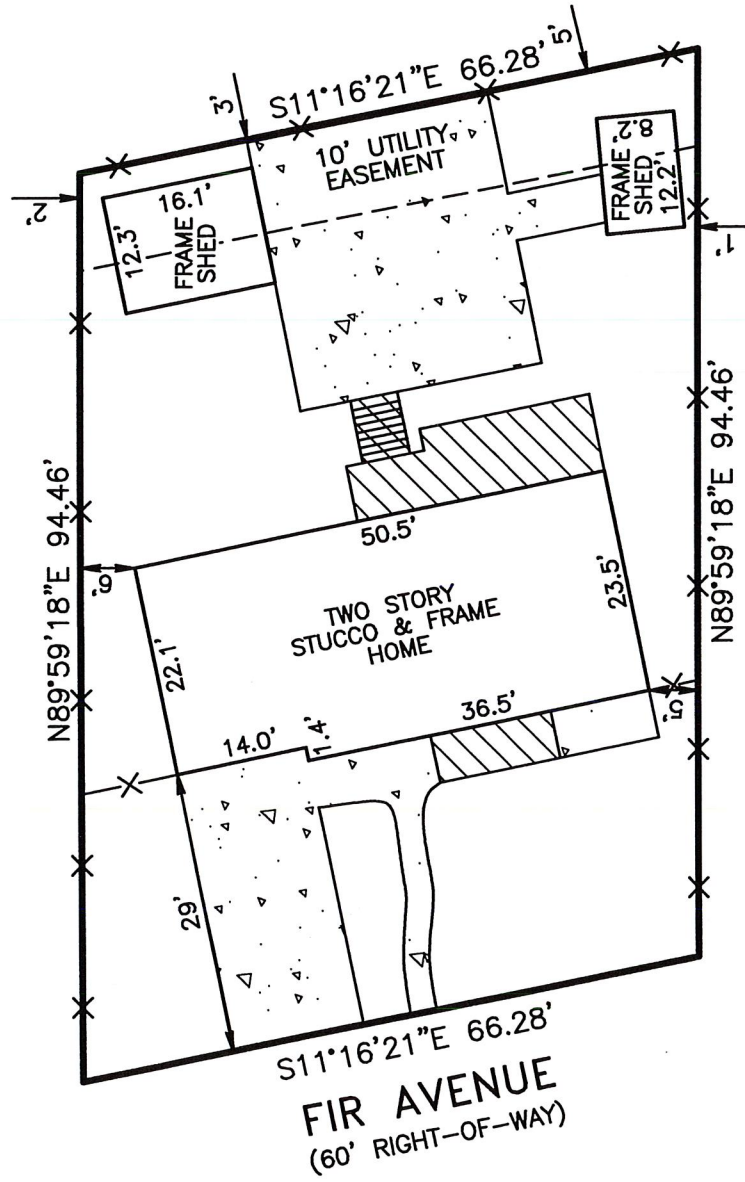 5'
S11°16'21"E 66.28'
3'
10' UTILITY
EASEMENT
8.2'
FRAME
SHED
12.2'
16.1'
12.3'
FRAME
SHED
2'
1'
N89°59'18"E 94.46'
N89°59'18"E 94.46'
50.5'
6'
23.5'
TWO STORY
STUCCO & FRAME
HOME
22.1'
36.5'
5'
14.0'
1.4'
29'
S11°16'21"E 66.28'
FIR AVENUE
(60' RIGHT-OF-WAY)